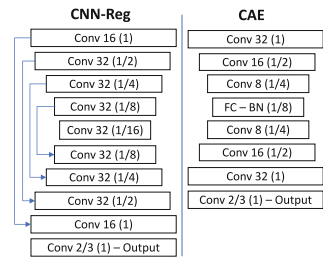 CNN-Reg
Conv 16 (1)
Conv 32 (1/2)
Conv 32 (1/4)
Conv 32 (1/8)
Conv 32 (1/16)
Conv 32 (1/8)
Conv 32 (1/4)
Conv 32 (1/2)
Conv 16 (1)
Conv 2/3 (1) – Output
CAE
Conv 32 (1)
Conv 16 (1/2)
Conv 8 (1/4)
FC – BN (1/8)
Conv 8 (1/4)
Conv 16 (1/2)
Conv 32 (1)
Conv 2/3 (1) – Output